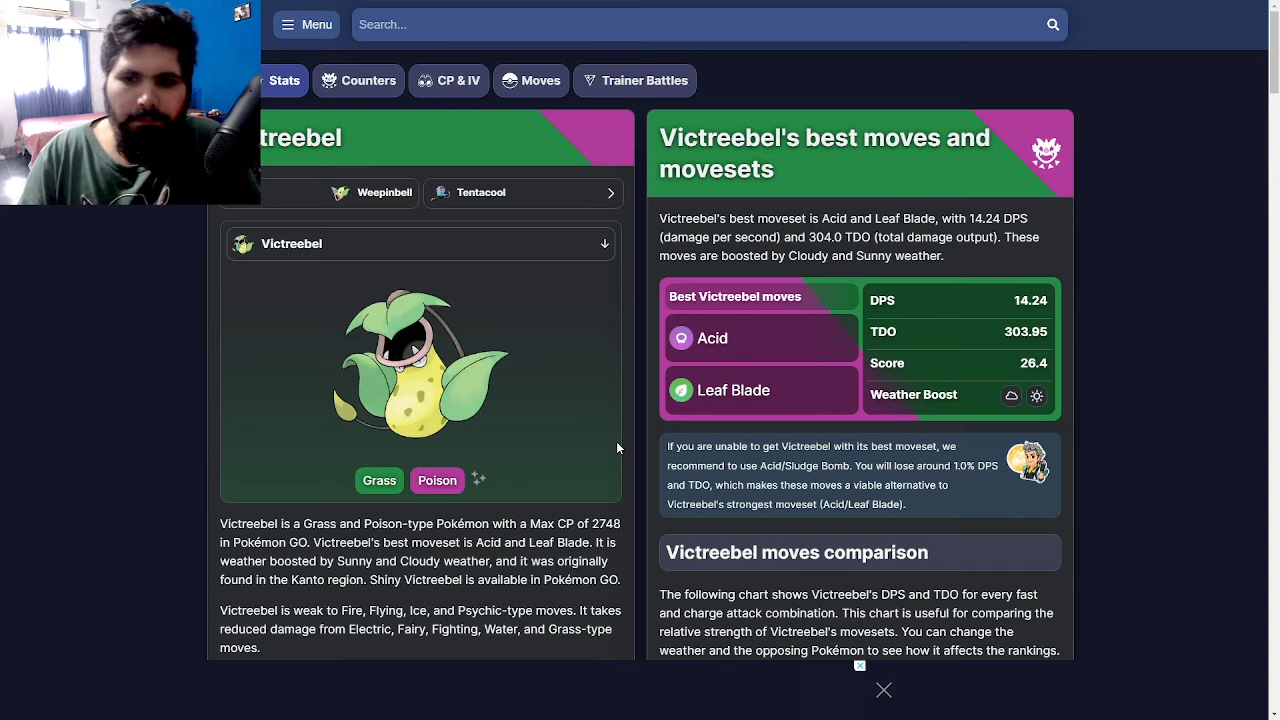 Menu
Search...
Stats
Counters
CP & IV
Moves
Trainer Battles
treebel
Weepinbell
Tentacool
Victreebel
Grass
Poison
Victreebel is a Grass and Poison-type Pokémon with a Max CP of 2748
in Pokémon GO. Victreebel's best moveset is Acid and Leaf Blade. It is
weather boosted by Sunny and Cloudy weather, and it was originally
found in the Kanto region. Shiny Victreebel is available in Pokémon GO.
Victreebel is weak to Fire, Flying, Ice, and Psychic-type moves. It takes
reduced damage from Electric, Fairy, Fighting, Water, and Grass-type
moves.
Victreebel's best moves and
movesets
Victreebel's best moveset is Acid and Leaf Blade, with 14.24 DPS
(damage per second) and 304.0 TDO (total damage output). These
moves are boosted by Cloudy and Sunny weather.
Best Victreebel moves
Acid
Leaf Blade
DPS 14.24
TDO 303.95
Score 26.4
Weather Boost
If you are unable to get Victreebel with its best moveset, we
recommend to use Acid/Sludge Bomb. You will lose around 1.0% DPS
and TDO, which makes these moves a viable alternative to
Victreebel's strongest moveset (Acid/Leaf Blade).
Victreebel moves comparison
The following chart shows Victreebel's DPS and TDO for every fast
and charge attack combination. This chart is useful for comparing the
relative strength of Victreebel's movesets. You can change the
weather and the opposing Pokémon to see how it affects the rankings.